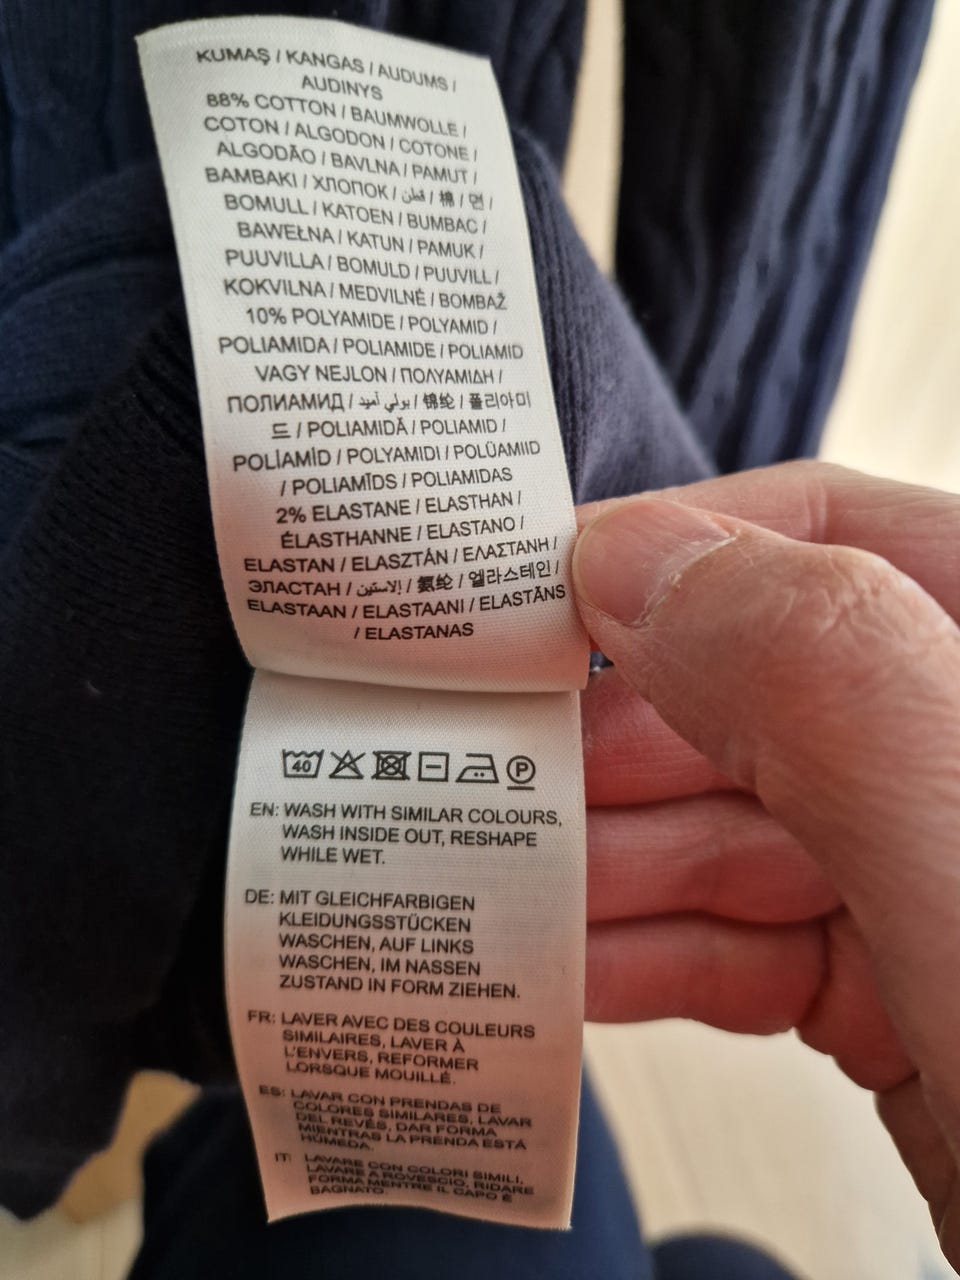 KUMAŞ / KANGAS / AUDUMS /
AUDINYS
88% COTTON / BAUMWOLLE /
COTON / ALGODON / COTONE /
ALGODÃO / BAVLNA / PAMUT /
BAMBAKI / ХЛОПОК / قطن / 棉 / 면 /
BOMULL / KATOEN / BUMBAC /
BAWEŁNA / KATUN / PAMUK /
PUUVILLA / BOMULD / PUUVILL /
KOKVILNA / MEDVILNĖ / BOMBAŽ
10% POLYAMIDE / POLYAMID /
POLIAMIDA / POLIAMIDE / POLIAMID
VAGY NEJLON / ΠΟΛΥΑΜΙΔΗ /
ПОЛИАМИД / بولي أميد / 锦纶 / 폴리아미
드 / POLIAMIDĂ / POLIAMID /
POLİAMİD / POLYAMIDI / POLÜAMIID
/ POLIAMĪDS / POLIAMIDAS
2% ELASTANE / ELASTHAN /
ÉLASTHANNE / ELASTANO /
ELASTAN / ELASZTÁN / ΕΛΑΣΤΑΝΗ /
ЭЛАСТАН / إلاستين / 氨纶 / 엘라스테인 /
ELASTAAN / ELASTAANI / ELASTĀNS
/ ELASTANAS
40 P
EN: WASH WITH SIMILAR COLOURS,
WASH INSIDE OUT, RESHAPE
WHILE WET.
DE: MIT GLEICHFARBIGEN
KLEIDUNGSSTÜCKEN
WASCHEN, AUF LINKS
WASCHEN, IM NASSEN
ZUSTAND IN FORM ZIEHEN.
FR: LAVER AVEC DES COULEURS
SIMILAIRES, LAVER À
L'ENVERS, REFORMER
LORSQUE MOUILLÉ.
ES: LAVAR CON PRENDAS DE
COLORES SIMILARES, LAVAR
DEL REVÉS, DAR FORMA
MIENTRAS LA PRENDA ESTÁ
HÚMEDA.
IT: LAVARE CON COLORI SIMILI,
LAVARE A ROVESCIO, RIDARE
FORMA MENTRE IL CAPO È
BAGNATO.